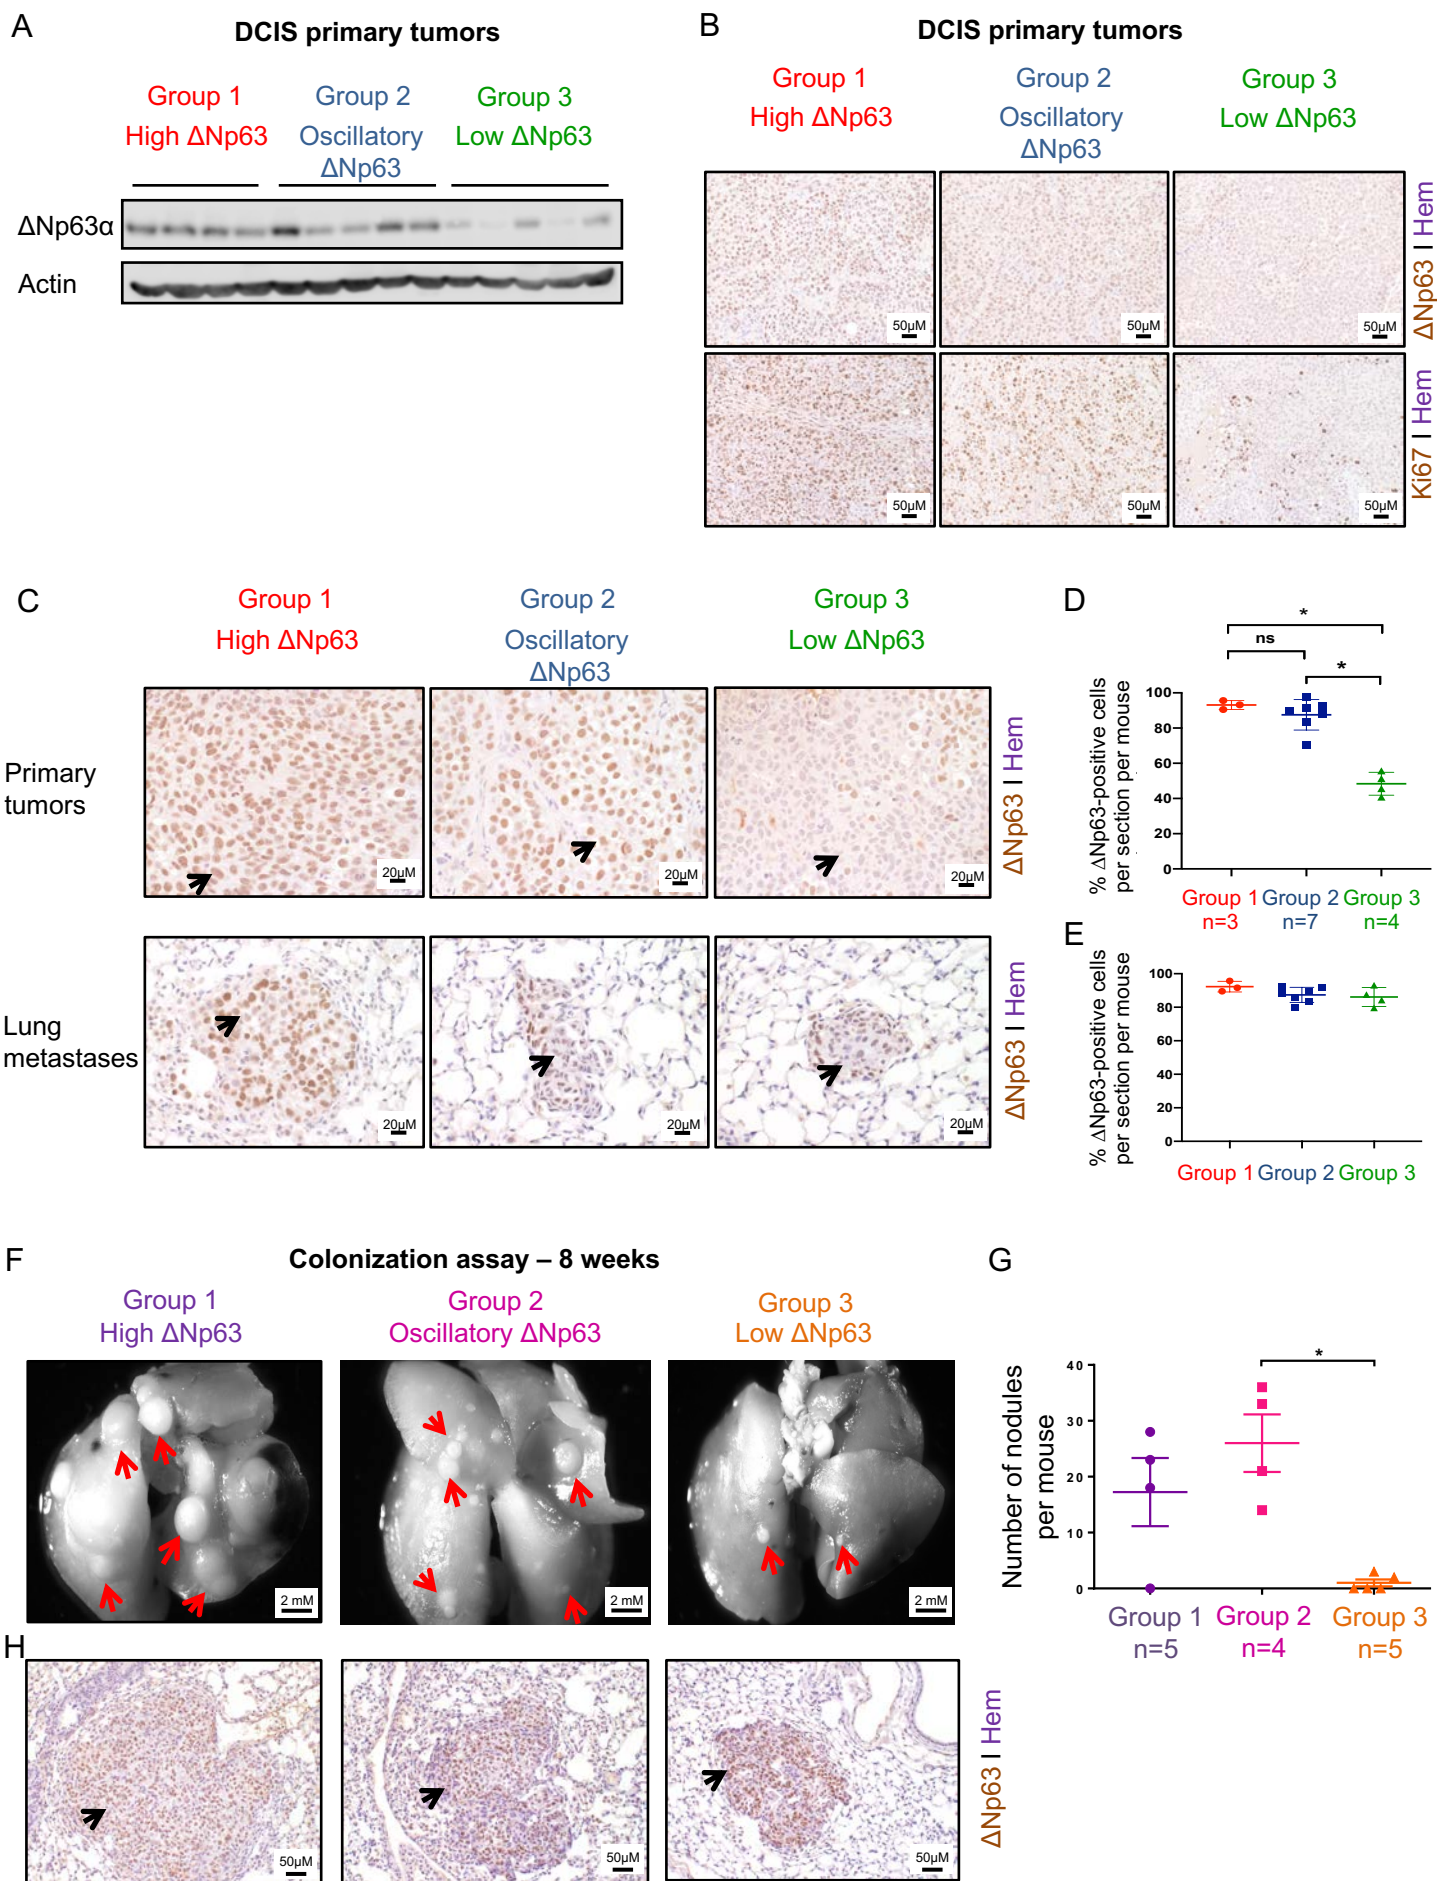 A
DCIS primary tumors
Group 1
High ΔNp63
Group 2
Oscillatory
ΔNp63
Group 3
Low ΔNp63
ΔNp63α
Actin
B
DCIS primary tumors
Group 1
High ΔNp63
Group 2
Oscillatory
ΔNp63
Group 3
Low ΔNp63
50μM
50μM
50μM
ΔNp63 I Hem
50μM
50μM
50μM
Ki67 I Hem
C
Group 1
High ΔNp63
Group 2
Oscillatory
ΔNp63
Group 3
Low ΔNp63
Primary
tumors
20μM
20μM
20μM
ΔNp63 I Hem
Lung
metastases
20μM
20μM
20μM
ΔNp63 I Hem
D
*
ns
*
% ΔNp63-positive cells
per section per mouse
100
80
60
40
20
0
Group 1
n=3
Group 2
n=7
Group 3
n=4
E
% ΔNp63-positive cells
per section per mouse
100
80
60
40
20
0
Group 1
Group 2
Group 3
F
Colonization assay – 8 weeks
Group 1
High ΔNp63
Group 2
Oscillatory ΔNp63
Group 3
Low ΔNp63
2 mM
2 mM
2 mM
G
*
Number of nodules
per mouse
40
30
20
10
0
Group 1
n=5
Group 2
n=4
Group 3
n=5
H
50μM
50μM
50μM
ΔNp63 I Hem